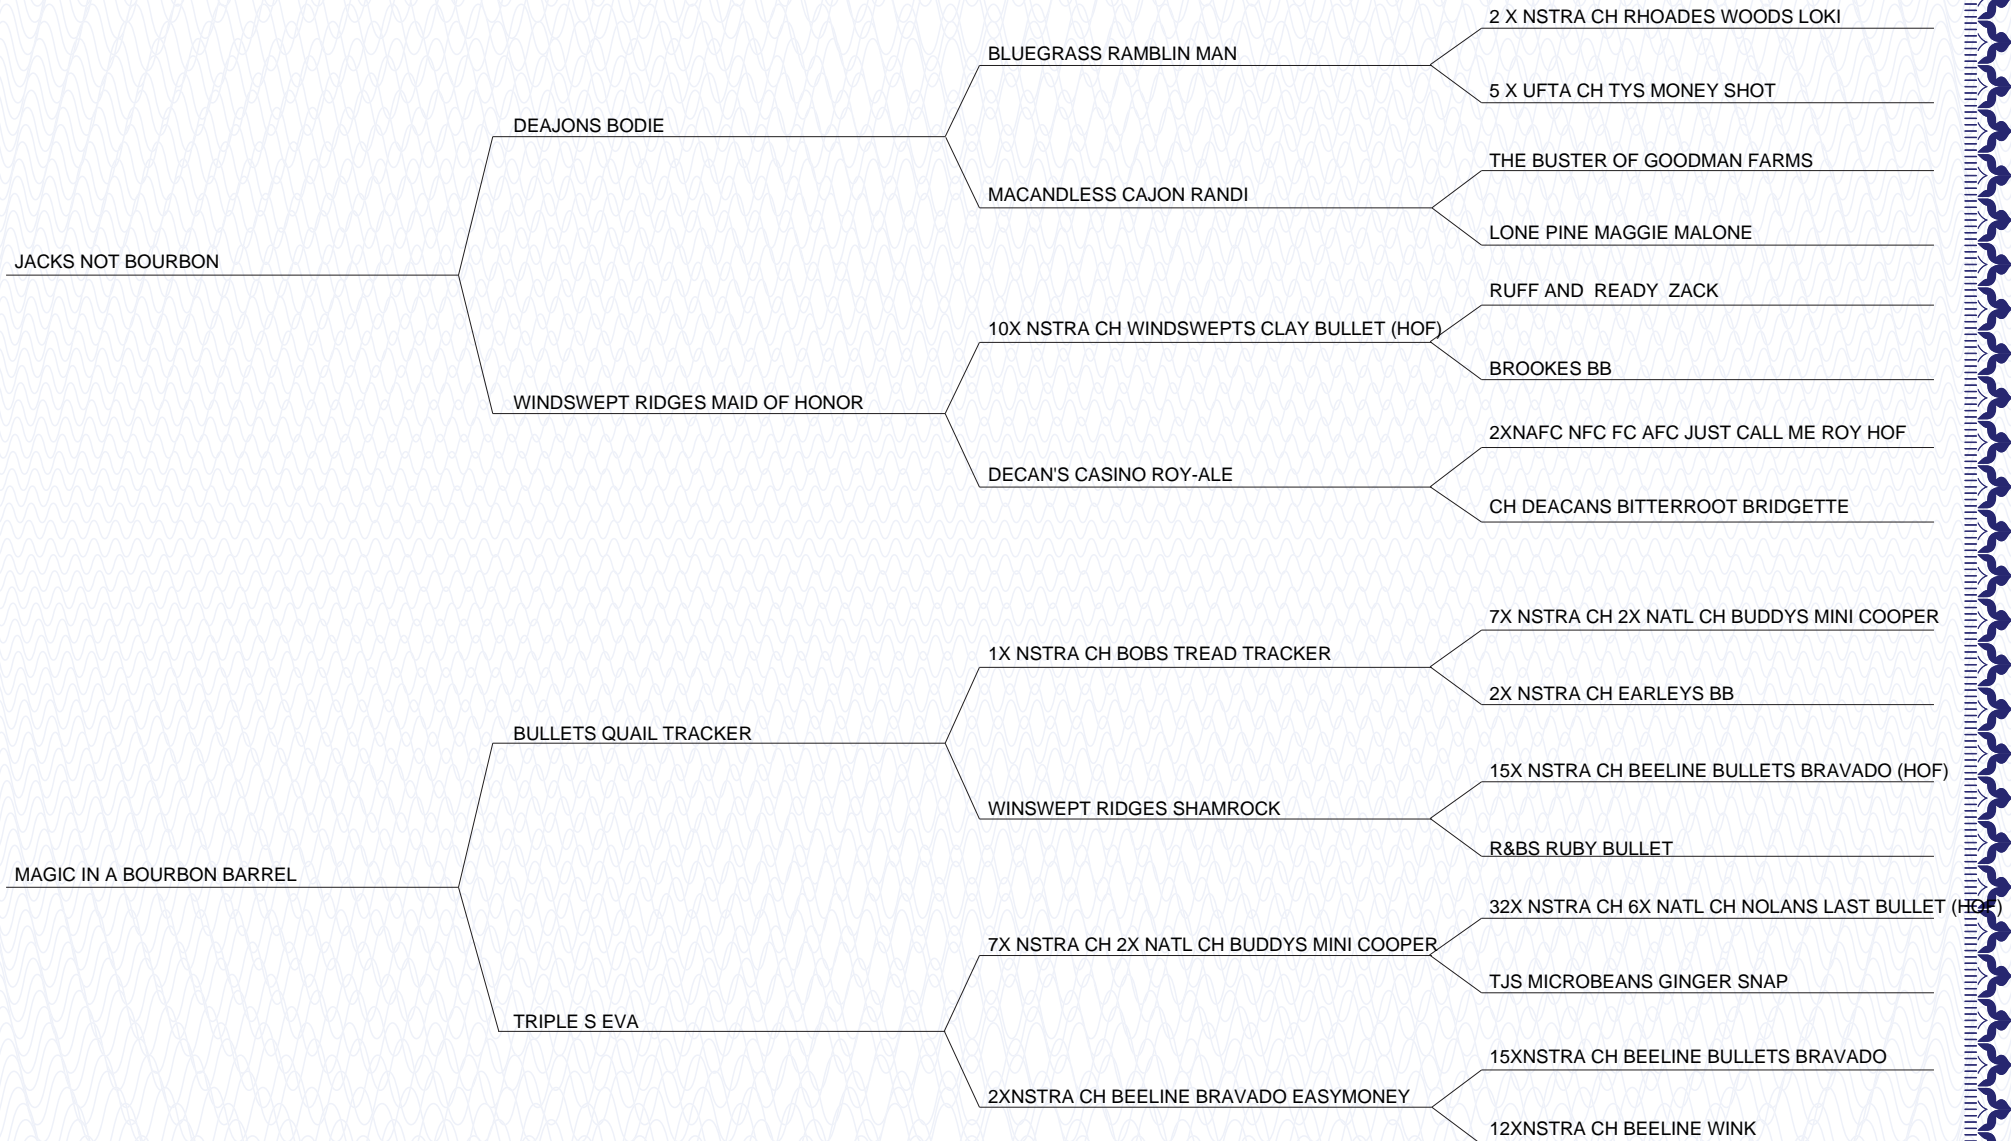 2 X NSTRA CH RHOADES WOODS LOKI
BLUEGRASS RAMBLIN MAN
5 X UFTA CH TYS MONEY SHOT
DEAJONS BODIE
THE BUSTER OF GOODMAN FARMS
MACANDLESS CAJON RANDI
LONE PINE MAGGIE MALONE
JACKS NOT BOURBON
RUFF AND  READY  ZACK
10X NSTRA CH WINDSWEPTS CLAY BULLET (HOF)
BROOKES BB
WINDSWEPT RIDGES MAID OF HONOR
2XNAFC NFC FC AFC JUST CALL ME ROY HOF
DECAN'S CASINO ROY-ALE
CH DEACANS BITTERROOT BRIDGETTE
7X NSTRA CH 2X NATL CH BUDDYS MINI COOPER
1X NSTRA CH BOBS TREAD TRACKER
2X NSTRA CH EARLEYS BB
BULLETS QUAIL TRACKER
15X NSTRA CH BEELINE BULLETS BRAVADO (HOF)
WINSWEPT RIDGES SHAMROCK
R&BS RUBY BULLET
MAGIC IN A BOURBON BARREL
32X NSTRA CH 6X NATL CH NOLANS LAST BULLET (HOF)
7X NSTRA CH 2X NATL CH BUDDYS MINI COOPER
TJS MICROBEANS GINGER SNAP
TRIPLE S EVA
15XNSTRA CH BEELINE BULLETS BRAVADO
2XNSTRA CH BEELINE BRAVADO EASYMONEY
12XNSTRA CH BEELINE WINK